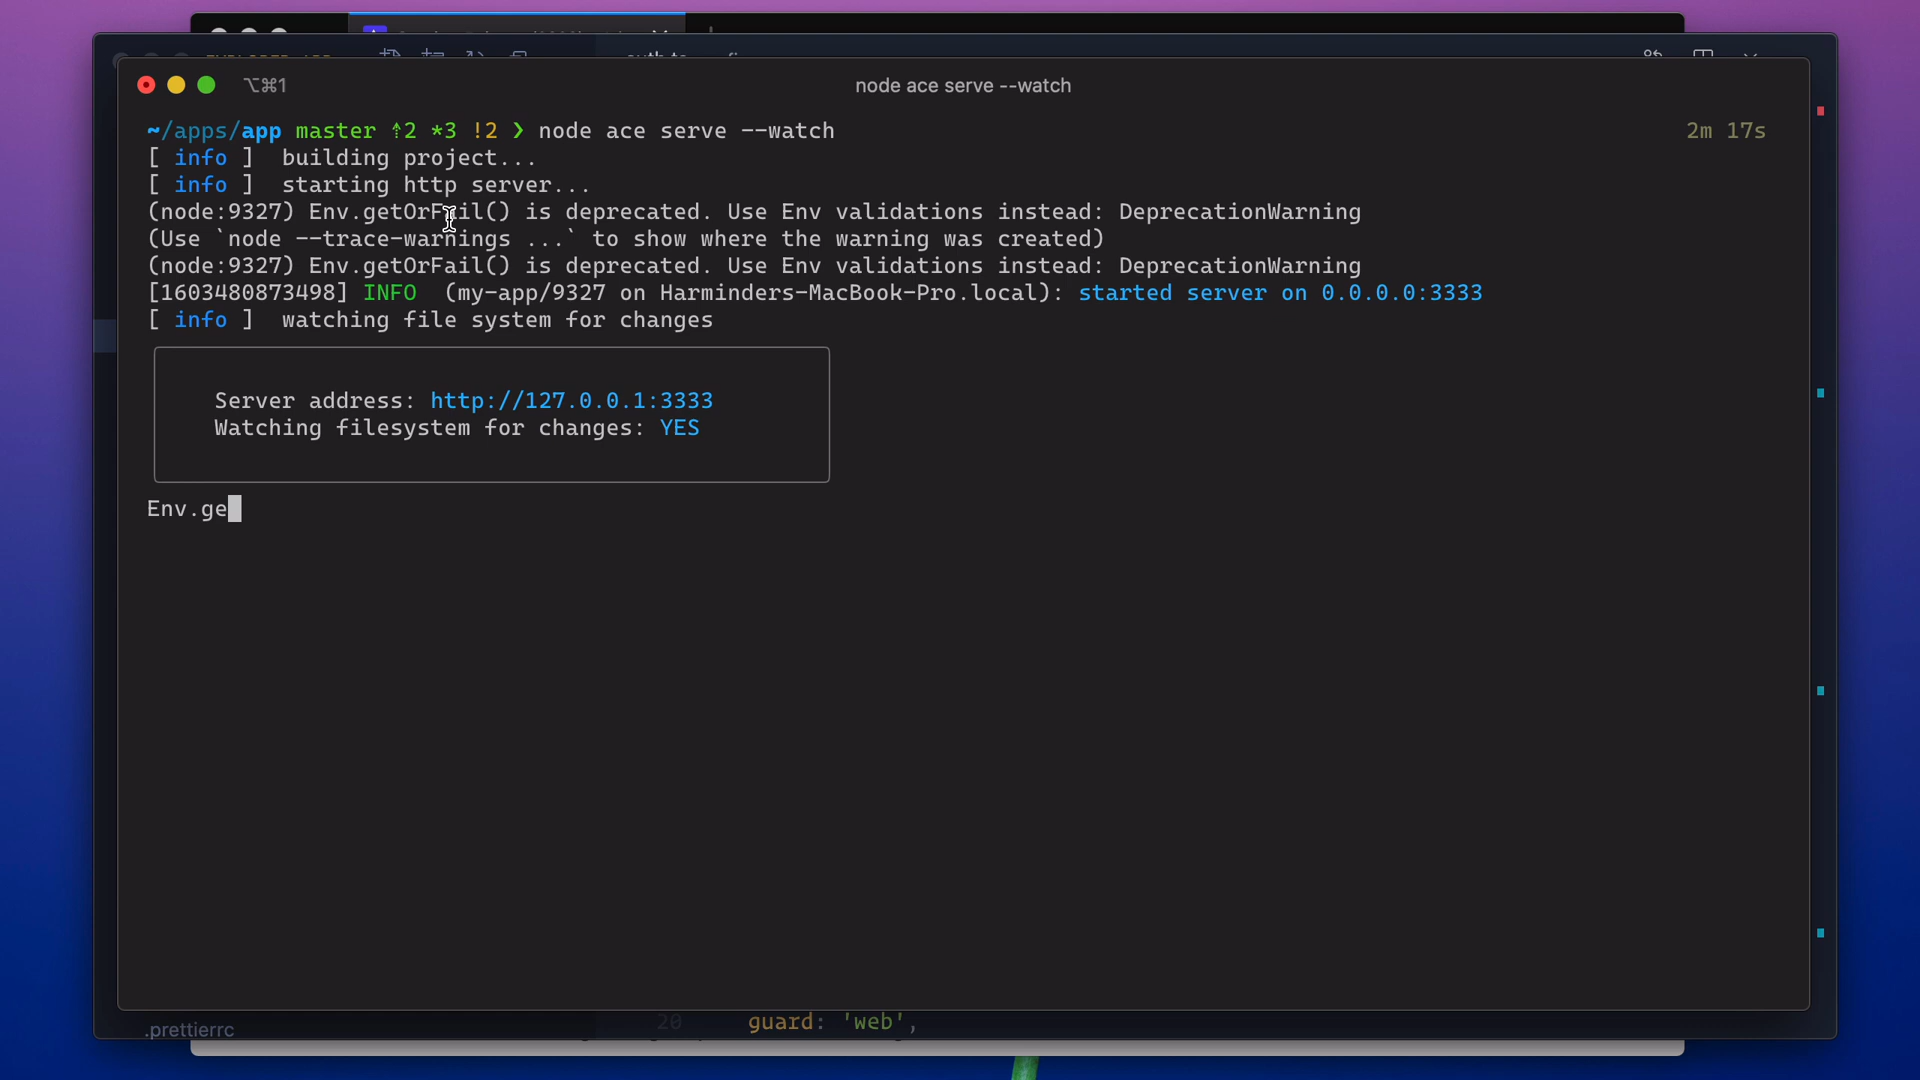 ⌥⌘1
node ace serve --watch
~/apps/app master ⇡2 *3 !2 ❯ node ace serve --watch 2m 17s
[ info ]  building project...
[ info ]  starting http server...
(node:9327) Env.getOrFail() is deprecated. Use Env validations instead: DeprecationWarning
(Use `node --trace-warnings ...` to show where the warning was created)
(node:9327) Env.getOrFail() is deprecated. Use Env validations instead: DeprecationWarning
[1603480873498] INFO  (my-app/9327 on Harminders-MacBook-Pro.local): started server on 0.0.0.0:3333
[ info ]  watching file system for changes
Server address: http://127.0.0.1:3333
Watching filesystem for changes: YES
Env.ge
.prettierrc
20 guard: 'web',